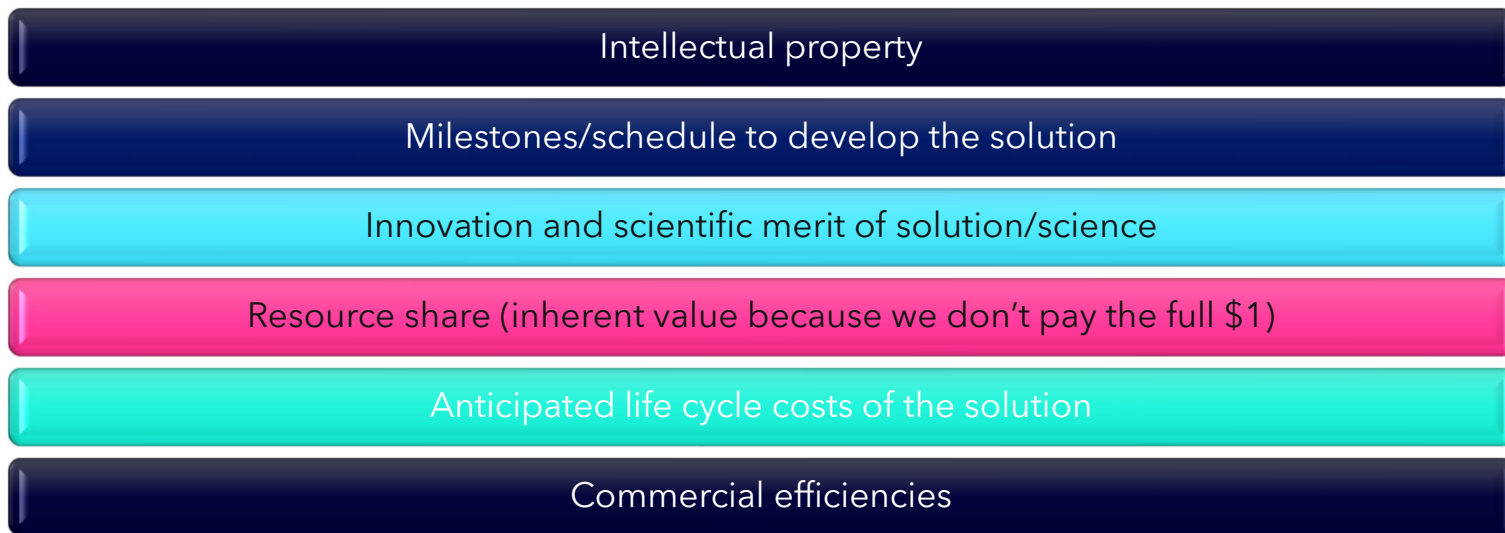 Intellectual property
Milestones/schedule to develop the solution
Innovation and scientific merit of solution/science
Resource share (inherent value because we don’t pay the full $1)
Anticipated life cycle costs of the solution
Commercial efficiencies